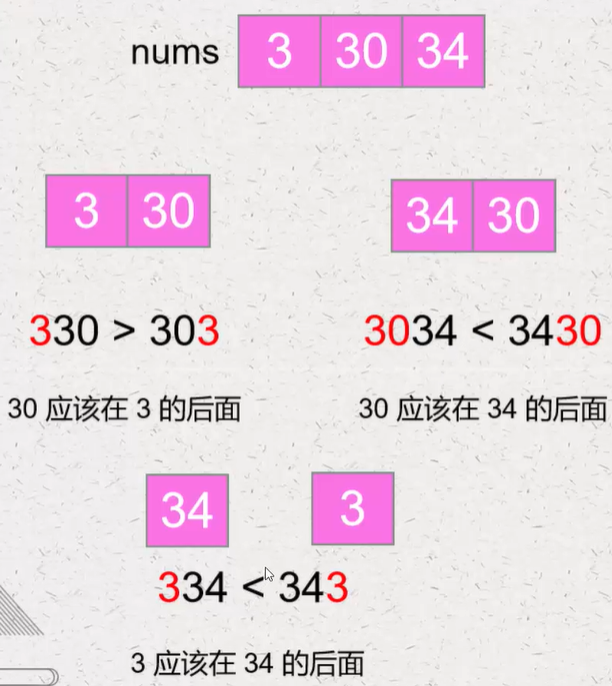 nums 3 30 34
3 30
34 30
330 > 303
3034 < 3430
30 应该在 3 的后面
30 应该在 34 的后面
34 3
334 < 343
3 应该在 34 的后面